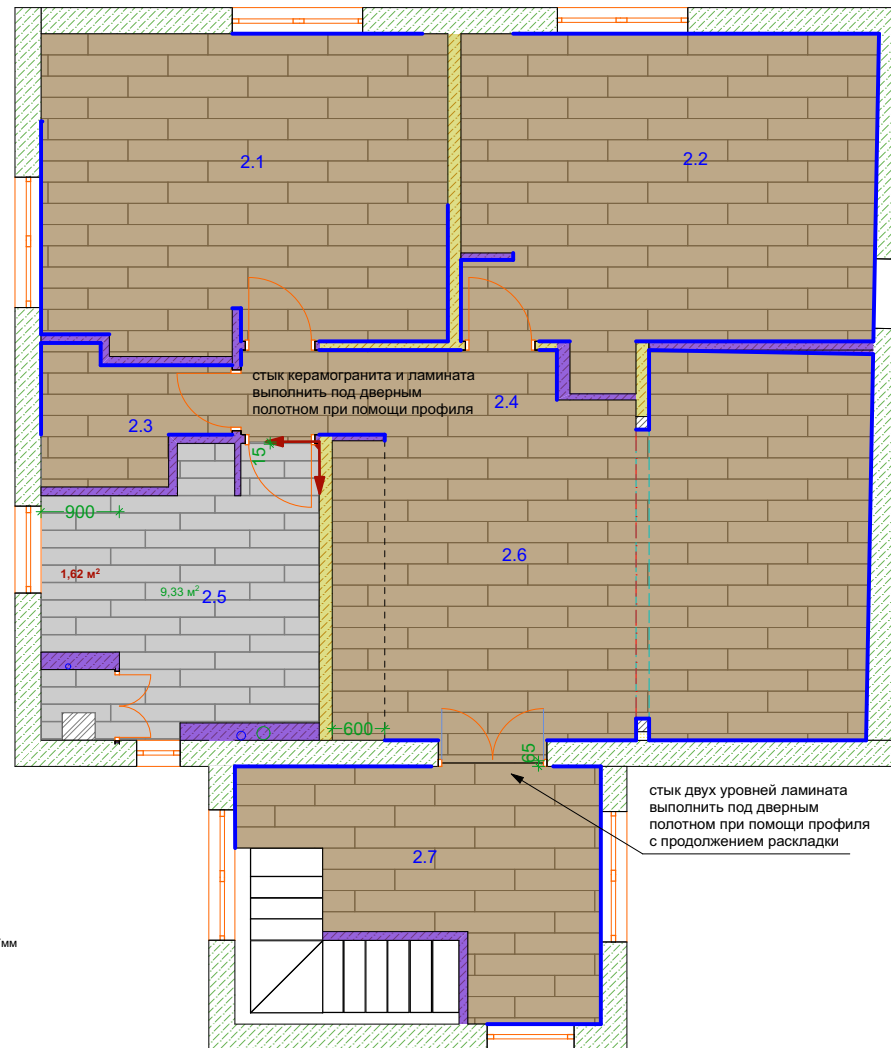 2.1
2.2
стык керамогранита и ламината
выполнить под дверным
полотном при помощи профиля
2.4
2.3
15
900
2.6
1,62 м²
9,33 м²
2.5
600
65
стык двух уровней ламината
выполнить под дверным
полотном при помощи профиля
с продолжением раскладки
2.7
мм